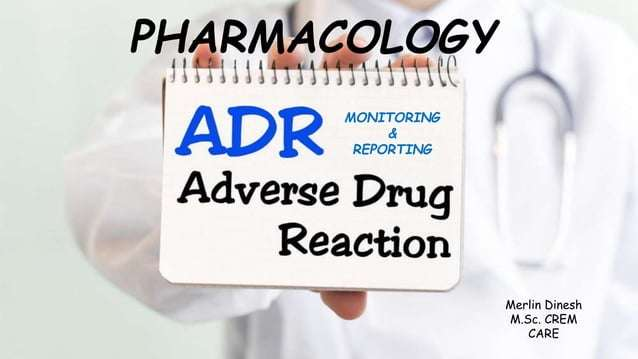 PHARMACOLOGY
ADR
MONITORING
&
REPORTING
Adverse Drug
Reaction
Merlin Dinesh
M.Sc. CREM
CARE